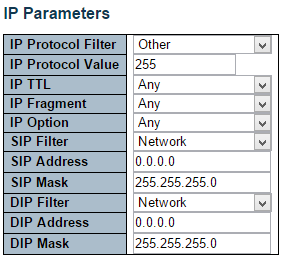 IP Parameters
IP Protocol Filter Other
IP Protocol Value 255
IP TTL Any
IP Fragment Any
IP Option Any
SIP Filter Network
SIP Address 0.0.0.0
SIP Mask 255.255.255.0
DIP Filter Network
DIP Address 0.0.0.0
DIP Mask 255.255.255.0